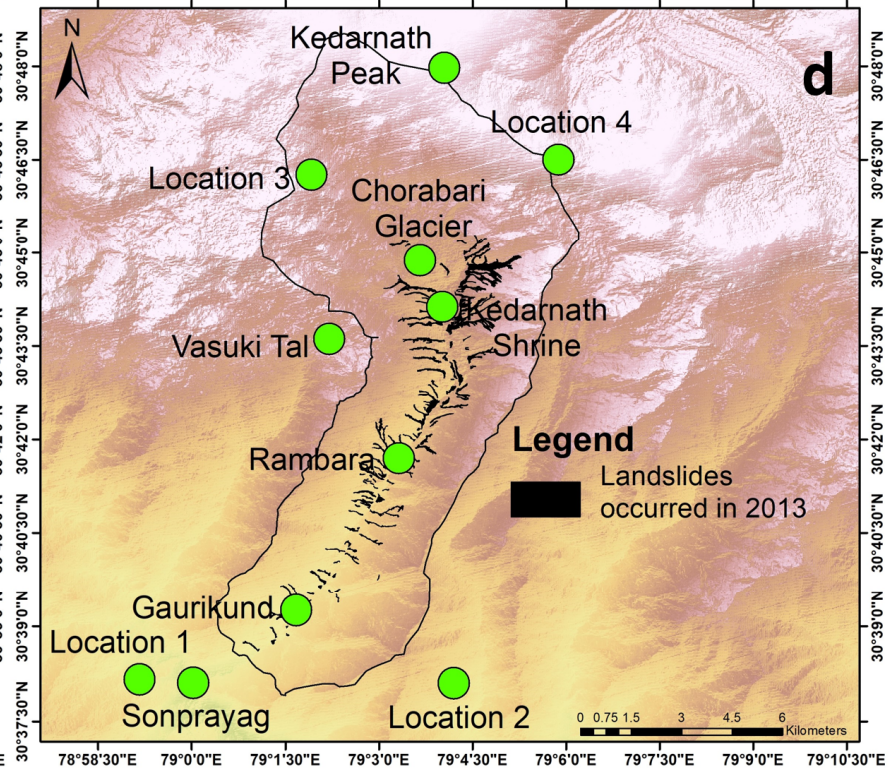 N
d
Kedarnath
Peak
Location 4
Location 3
Chorabari
Glacier
Kedarnath
Shrine
Vasuki Tal
Legend
Landslides
occurred in 2013
Rambara
Gaurikund
Location 1
Sonprayag
Location 2
0 0.75 1.5 3 4.5 6
Kilometers
30°48'0"N
30°46'30"N
30°45'0"N
30°43'30"N
30°42'0"N
30°40'30"N
30°39'0"N
30°37'30"N
78°58'30"E 79°0'0"E 79°1'30"E 79°3'0"E 79°4'30"E 79°6'0"E 79°7'30"E 79°9'0"E 79°10'30"E